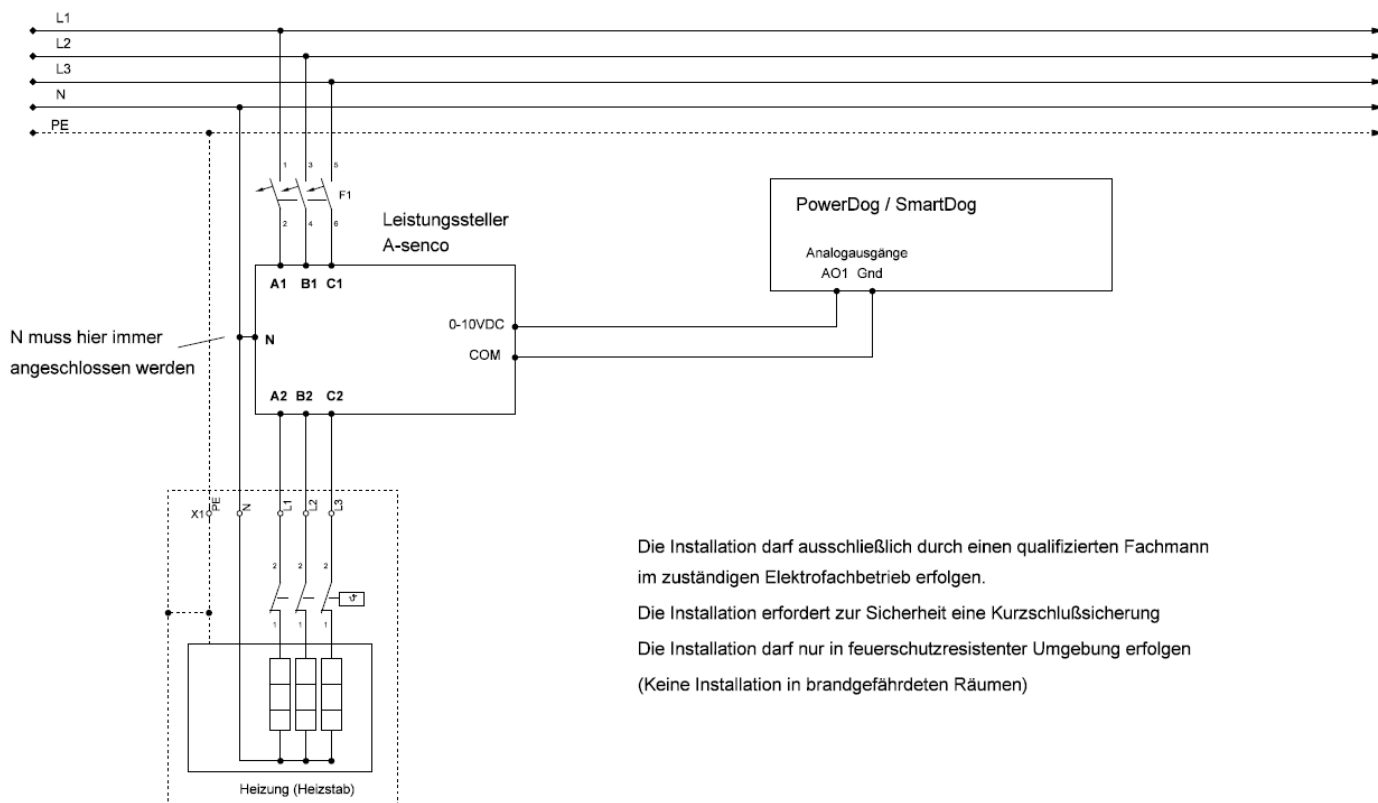 L1
L2
L3
N
PE
1 3 5
F1
2 4 6
Leistungssteller
A-senco
A1 B1 C1
N
0-10VDC
COM
A2 B2 C2
N muss hier immer
angeschlossen werden
PowerDog / SmartDog
Analogausgänge
AO1 Gnd
X1 PE N L1 L2 L3
2 2 2
ϑ
1 1 1
Heizung (Heizstab)
Die Installation darf ausschließlich durch einen qualifizierten Fachmann
im zuständigen Elektrofachbetrieb erfolgen.
Die Installation erfordert zur Sicherheit eine Kurzschlußsicherung
Die Installation darf nur in feuerschutzresistenter Umgebung erfolgen
(Keine Installation in brandgefährdeten Räumen)